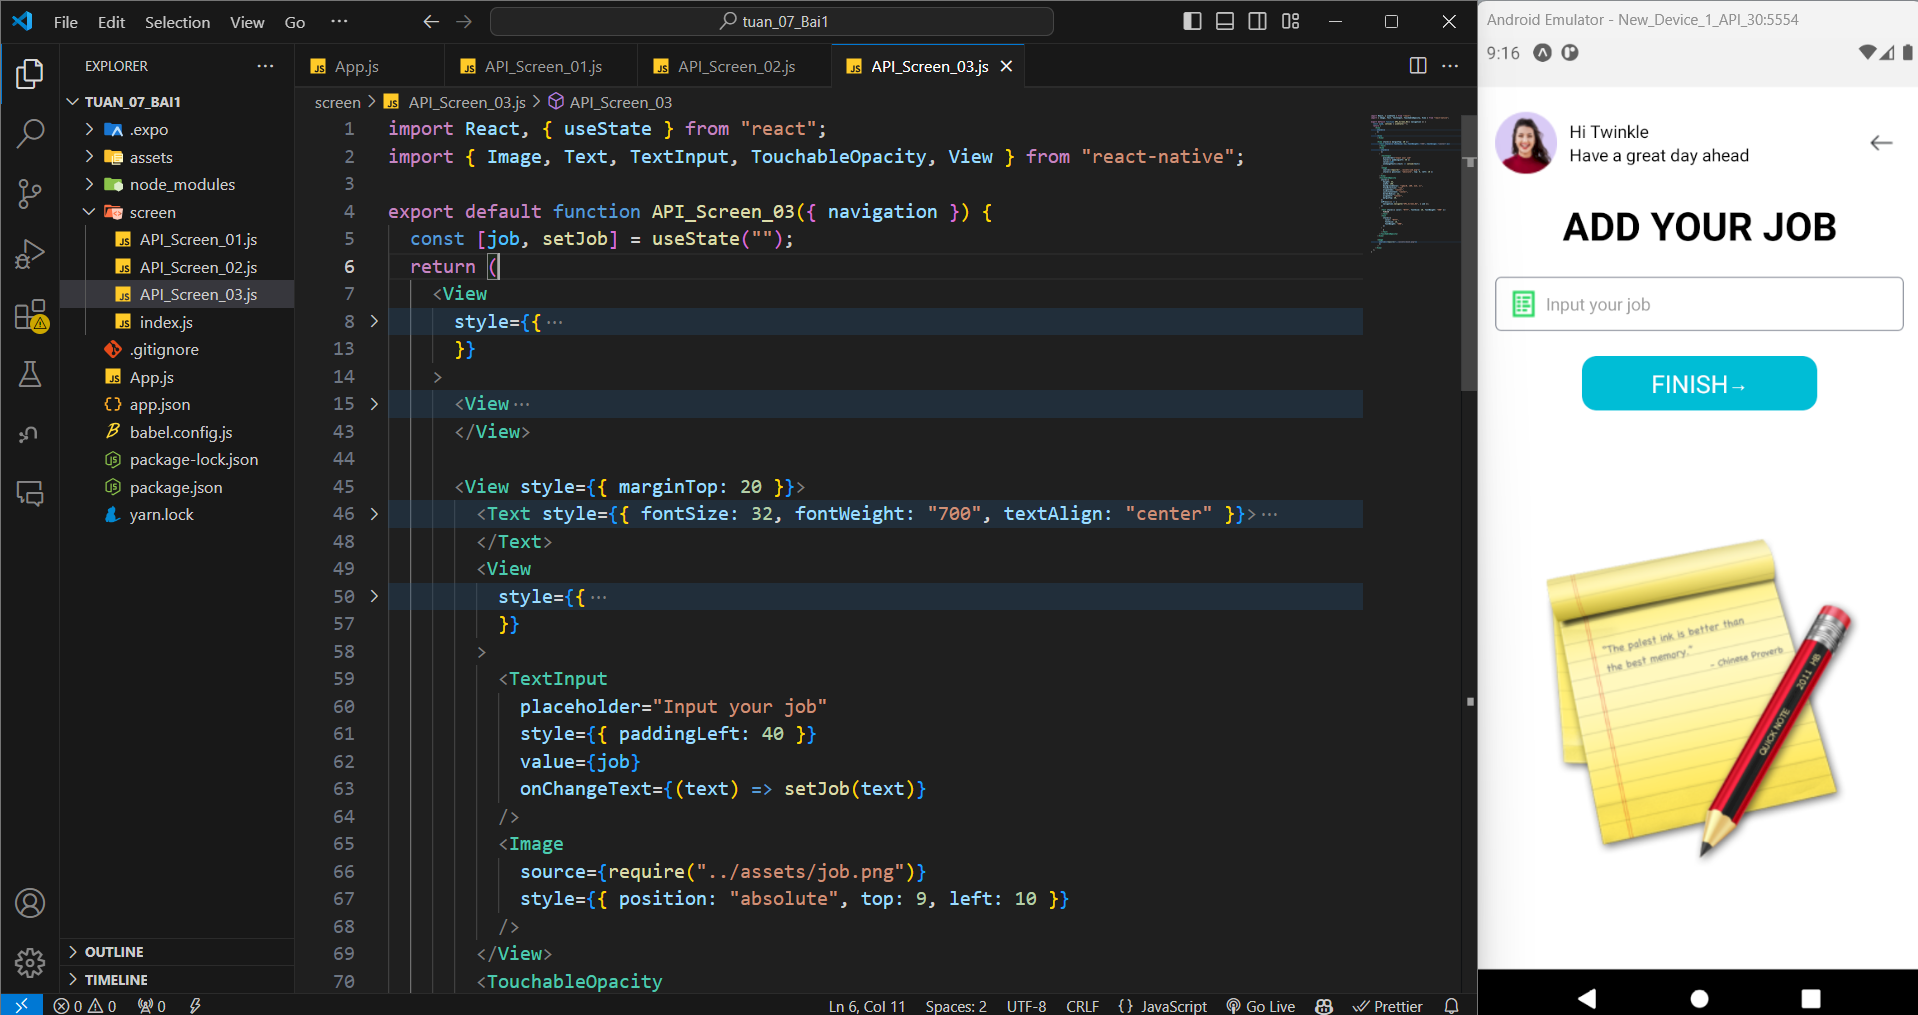 File Edit Selection View Go ··· tuan_07_Bai1
EXPLORER ···
TUAN_07_BAI1
.expo
assets
node_modules
screen
API_Screen_01.js
API_Screen_02.js
API_Screen_03.js
index.js
.gitignore
App.js
app.json
babel.config.js
package-lock.json
package.json
yarn.lock
OUTLINE
TIMELINE
App.js API_Screen_01.js API_Screen_02.js API_Screen_03.js
screen > API_Screen_03.js > API_Screen_03
1 import React, { useState } from "react";
2 import { Image, Text, TextInput, TouchableOpacity, View } from "react-native";
3
4 export default function API_Screen_03({ navigation }) {
5 const [job, setJob] = useState("");
6 return (
7 <View
8 style={{ ···
13 }}
14 >
15 <View ···
43 </View>
44
45 <View style={{ marginTop: 20 }}>
46 <Text style={{ fontSize: 32, fontWeight: "700", textAlign: "center" }}> ···
48 </Text>
49 <View
50 style={{ ···
57 }}
58 >
59 <TextInput
60 placeholder="Input your job"
61 style={{ paddingLeft: 40 }}
62 value={job}
63 onChangeText={(text) => setJob(text)}
64 />
65 <Image
66 source={require("../assets/job.png")}
67 style={{ position: "absolute", top: 9, left: 10 }}
68 />
69 </View>
70 <TouchableOpacity
0 0 0 Ln 6, Col 11 Spaces: 2 UTF-8 CRLF {} JavaScript Go Live Prettier
Android Emulator - New_Device_1_API_30:5554
9:16
Hi Twinkle
Have a great day ahead
ADD YOUR JOB
Input your job
FINISH→
"The palest ink is better than
the best memory."
- Chinese Proverb
2011 HB
QUICK NOTE